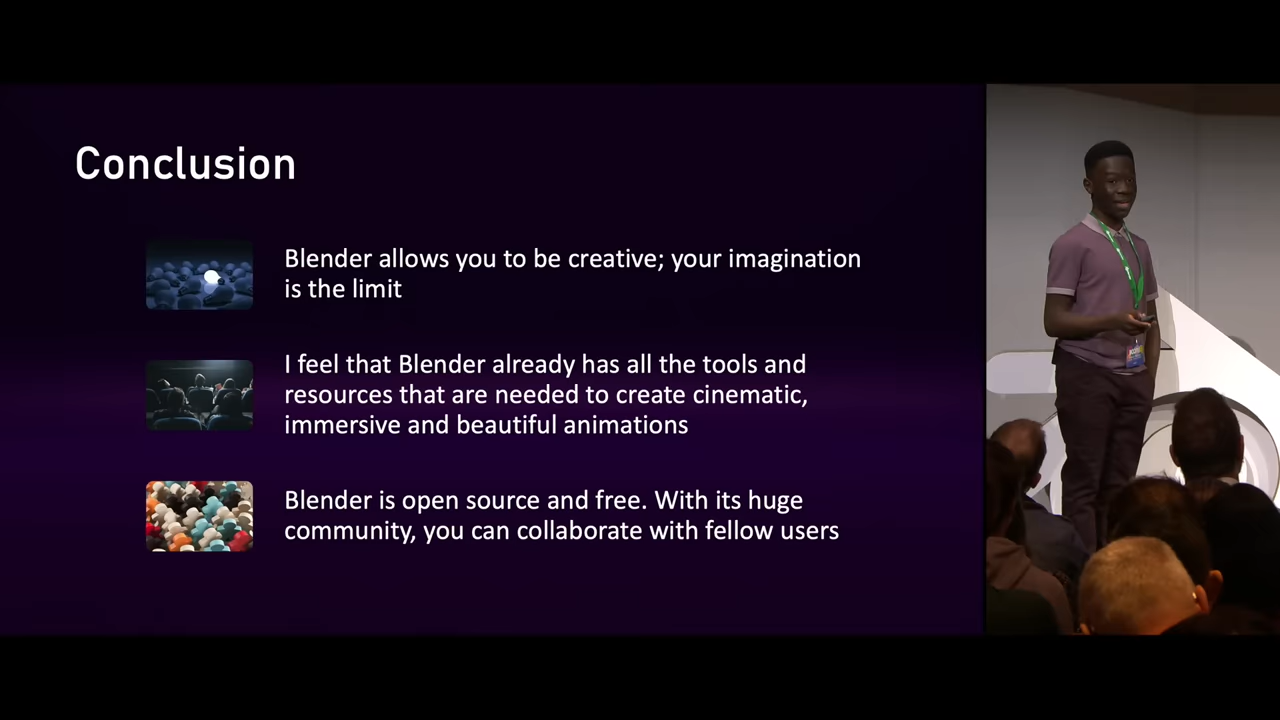 Conclusion
Blender allows you to be creative; your imagination
is the limit
I feel that Blender already has all the tools and
resources that are needed to create cinematic,
immersive and beautiful animations
Blender is open source and free. With its huge
community, you can collaborate with fellow users